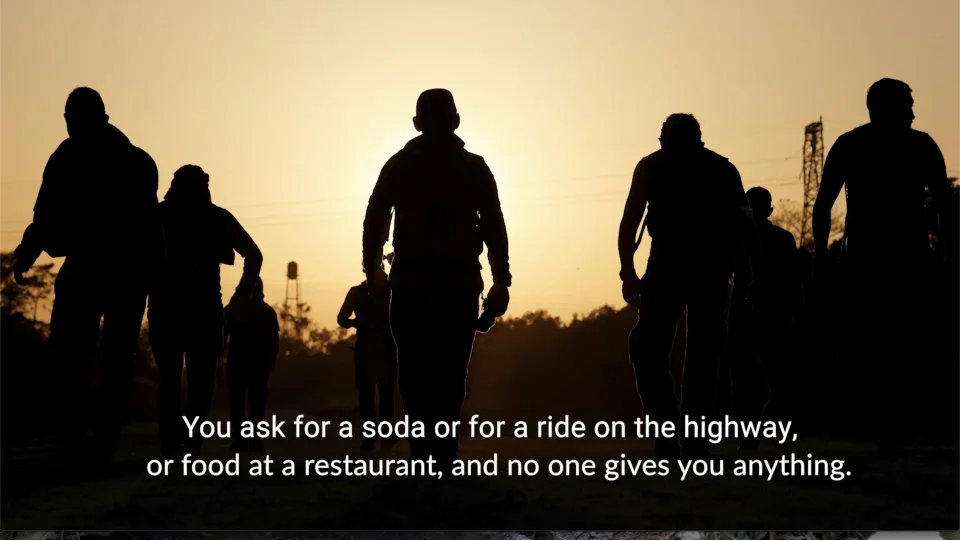 You ask for a soda or for a ride on the highway,
or food at a restaurant, and no one gives you anything.